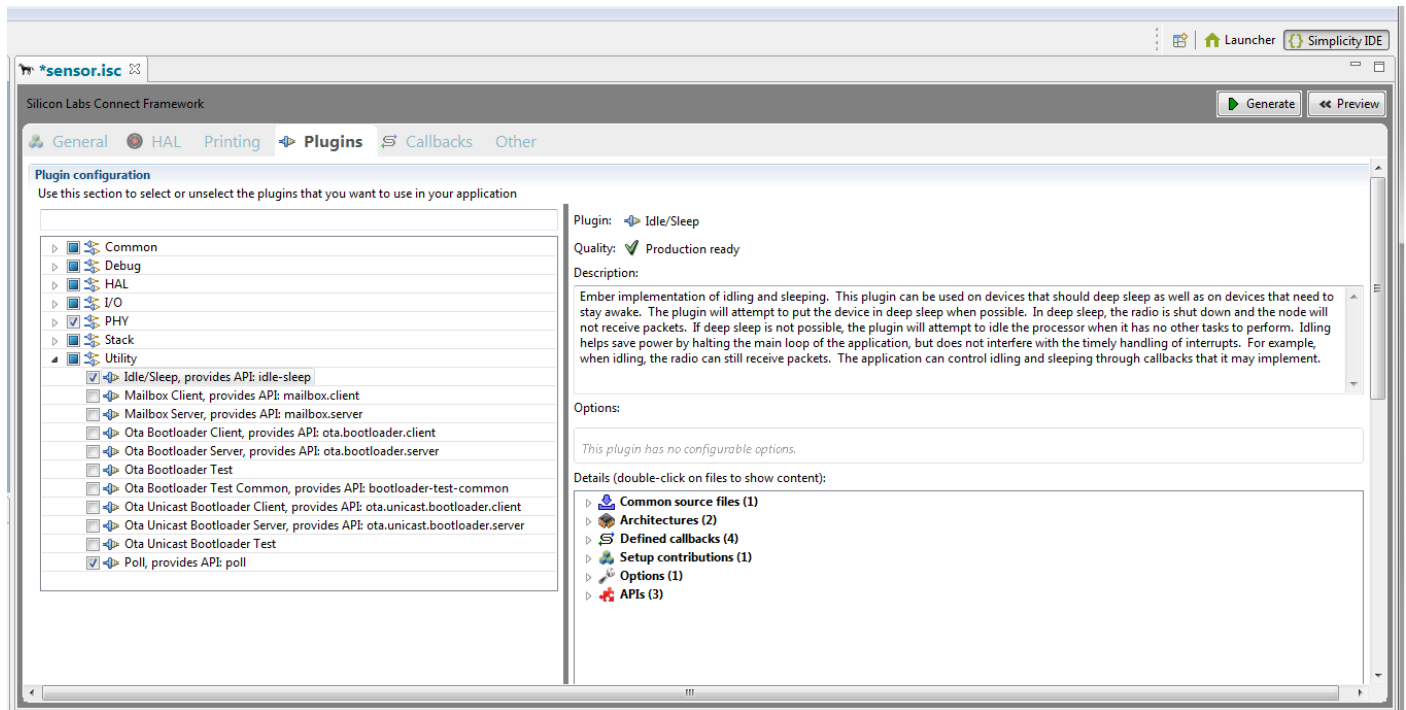 Launcher
Simplicity IDE
*sensor.isc
Silicon Labs Connect Framework
Generate
Preview
General HAL Printing Plugins Callbacks Other
Plugin configuration
Use this section to select or unselect the plugins that you want to use in your application
Common
Debug
HAL
I/O
PHY
Stack
Utility
Idle/Sleep, provides API: idle-sleep
Mailbox Client, provides API: mailbox.client
Mailbox Server, provides API: mailbox.server
Ota Bootloader Client, provides API: ota.bootloader.client
Ota Bootloader Server, provides API: ota.bootloader.server
Ota Bootloader Test
Ota Bootloader Test Common, provides API: bootloader-test-common
Ota Unicast Bootloader Client, provides API: ota.unicast.bootloader.client
Ota Unicast Bootloader Server, provides API: ota.unicast.bootloader.server
Ota Unicast Bootloader Test
Poll, provides API: poll
Plugin: Idle/Sleep
Quality: Production ready
Description:
Ember implementation of idling and sleeping. This plugin can be used on devices that should deep sleep as well as on devices that need to
stay awake. The plugin will attempt to put the device in deep sleep when possible. In deep sleep, the radio is shut down and the node will
not receive packets. If deep sleep is not possible, the plugin will attempt to idle the processor when it has no other tasks to perform. Idling
helps save power by halting the main loop of the application, but does not interfere with the timely handling of interrupts. For example,
when idling, the radio can still receive packets. The application can control idling and sleeping through callbacks that it may implement.
Options:
This plugin has no configurable options.
Details (double-click on files to show content):
Common source files (1)
Architectures (2)
Defined callbacks (4)
Setup contributions (1)
Options (1)
APIs (3)